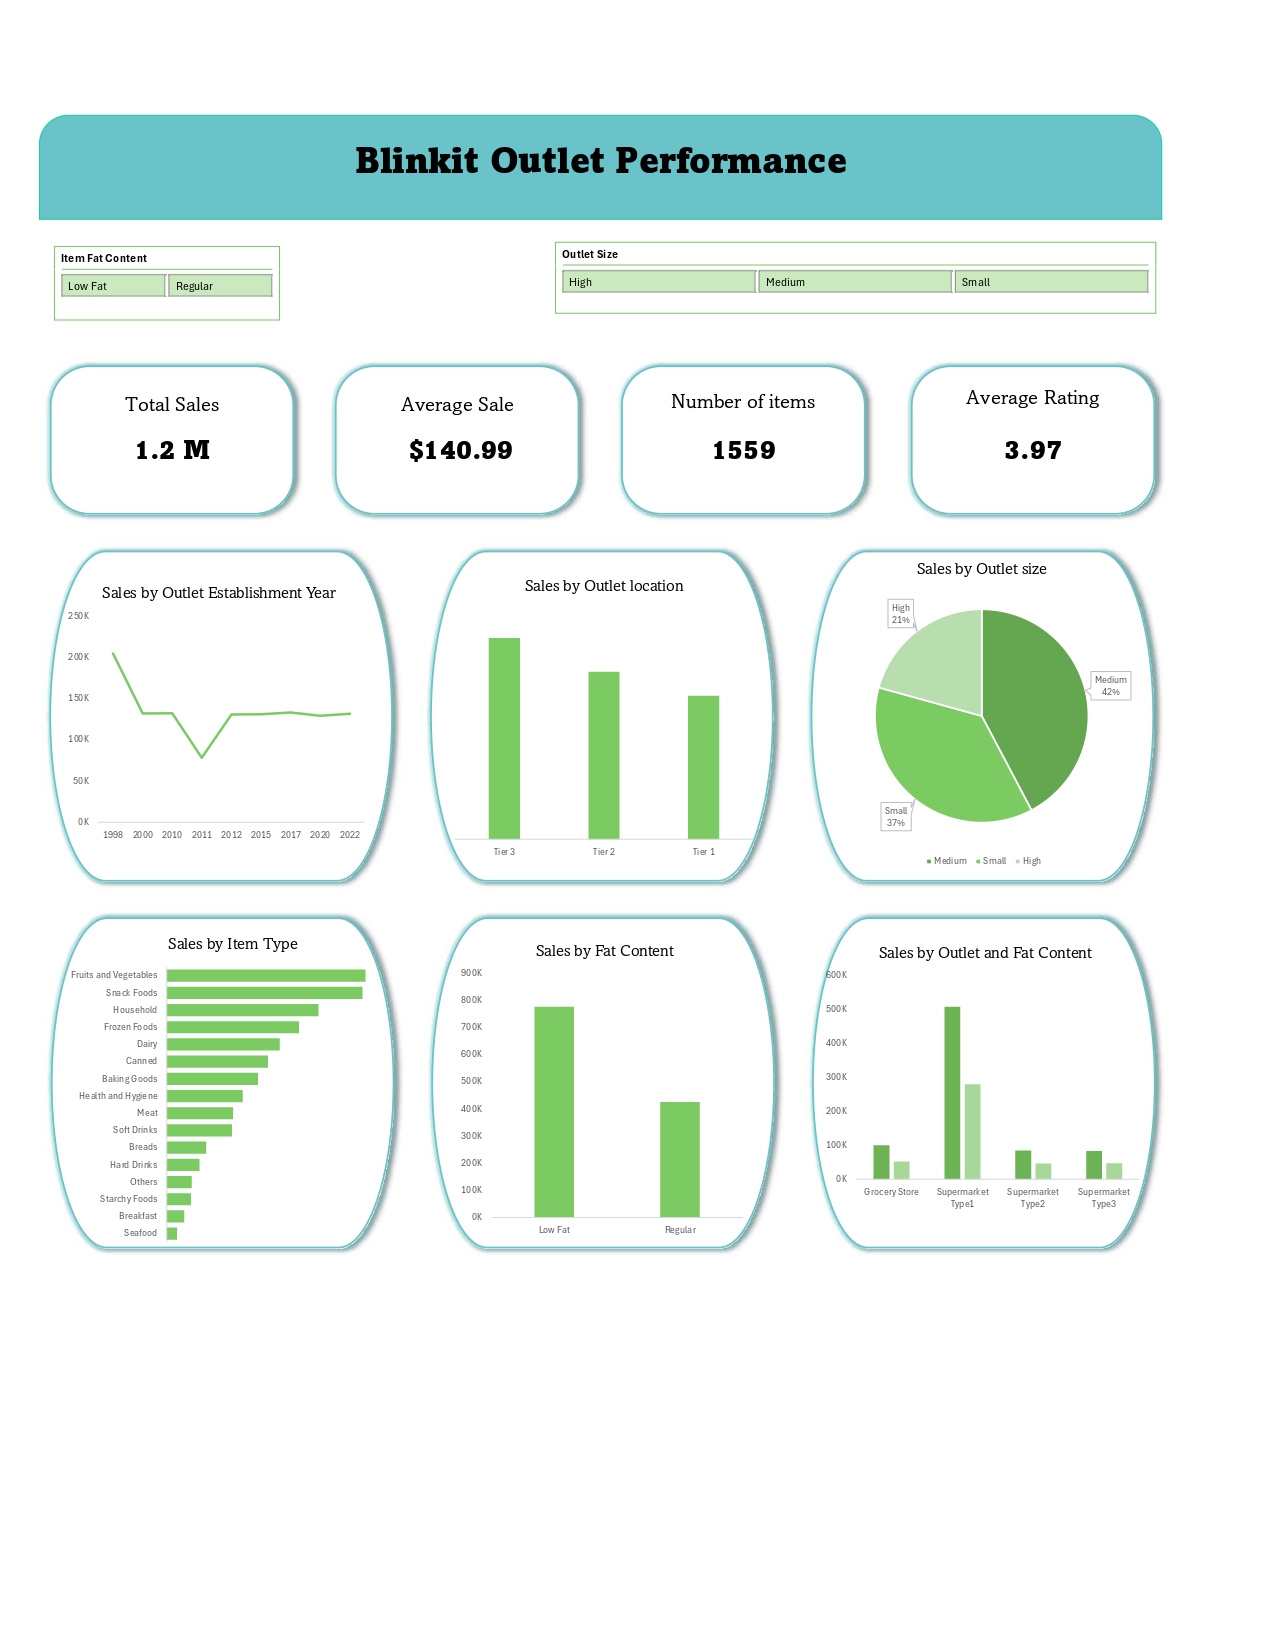 Blinkit Outlet Performance
Item Fat Content
Low Fat Regular
Outlet Size
High Medium Small
Total Sales
1.2 M
Average Sale
$140.99
Number of items
1559
Average Rating
3.97
Sales by Outlet Establishment Year
250K
200K
150K
100K
50K
0K
1998 2000 2010 2011 2012 2015 2017 2020 2022
Sales by Outlet location
Tier 3 Tier 2 Tier 1
Sales by Outlet size
High
21%
Medium
42%
Small
37%
Medium Small High
Sales by Item Type
Fruits and Vegetables
Snack Foods
Household
Frozen Foods
Dairy
Canned
Baking Goods
Health and Hygiene
Meat
Soft Drinks
Breads
Hard Drinks
Others
Starchy Foods
Breakfast
Seafood
Sales by Fat Content
900K
800K
700K
600K
500K
400K
300K
200K
100K
0K
Low Fat Regular
Sales by Outlet and Fat Content
600K
500K
400K
300K
200K
100K
0K
Grocery Store Supermarket Supermarket Supermarket
Type1 Type2 Type3